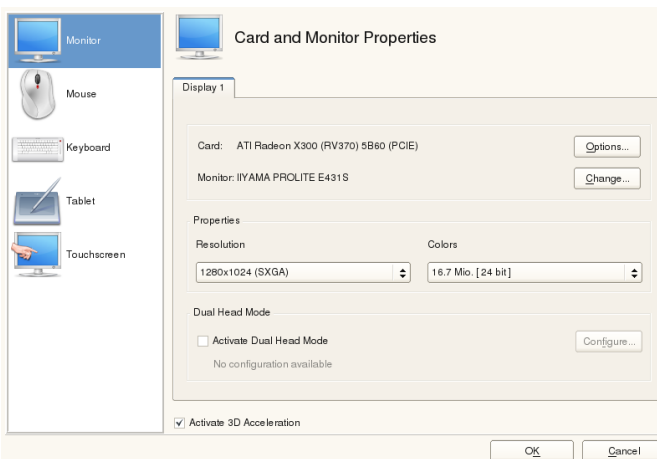 Monitor
Mouse
Keyboard
Tablet
Touchscreen
Card and Monitor Properties
Display 1
Card: ATI Radeon X300 (RV370) 5B60 (PCIE)
Options...
Monitor: IIYAMA PROLITE E431S
Change...
Properties
Resolution
Colors
1280x1024 (SXGA)
16.7 Mio. [ 24 bit ]
Dual Head Mode
Activate Dual Head Mode
Configure...
No configuration available
Activate 3D Acceleration
OK
Cancel